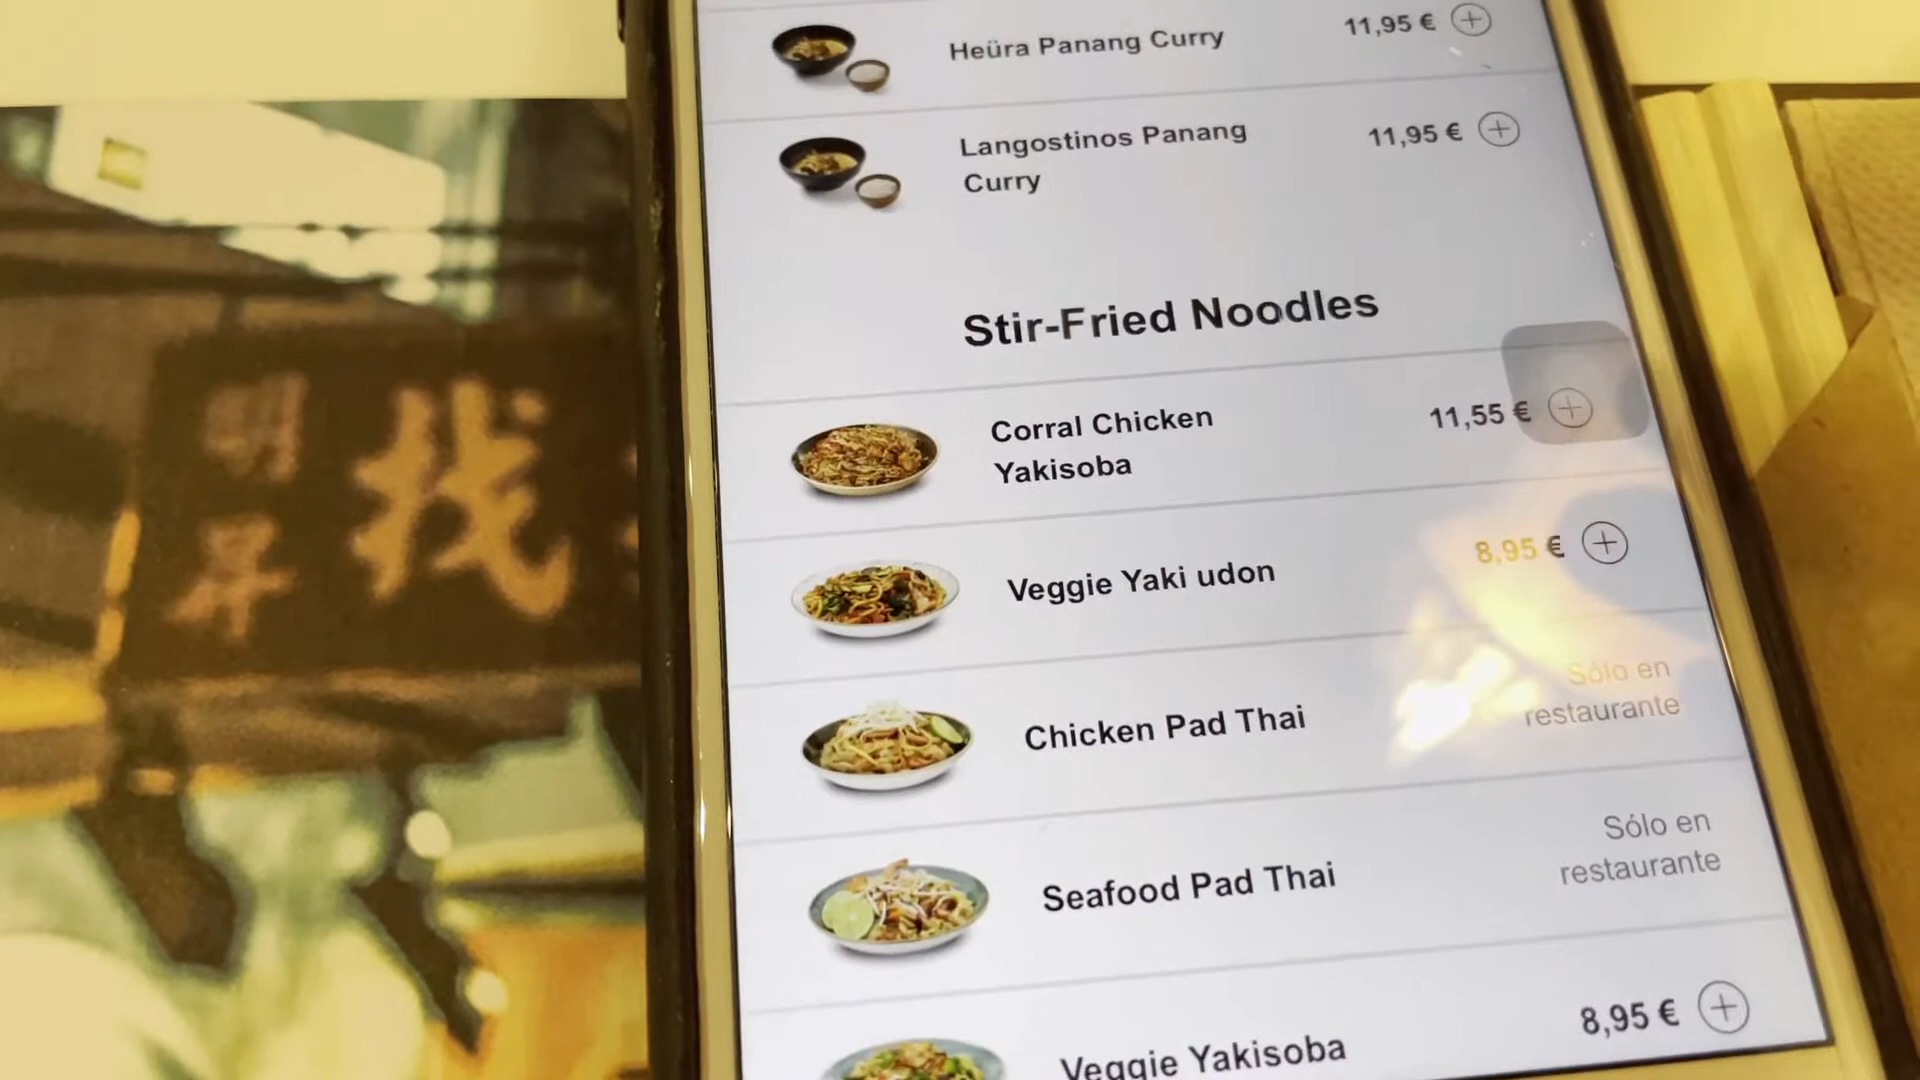 Heüra Panang Curry
11,95 €
Langostinos Panang
Curry
11,95 €
Stir-Fried Noodles
Corral Chicken
Yakisoba
11,55 €
Veggie Yaki udon
8,95 €
Chicken Pad Thai
Sólo en
restaurante
Seafood Pad Thai
Sólo en
restaurante
Veggie Yakisoba
8,95 €